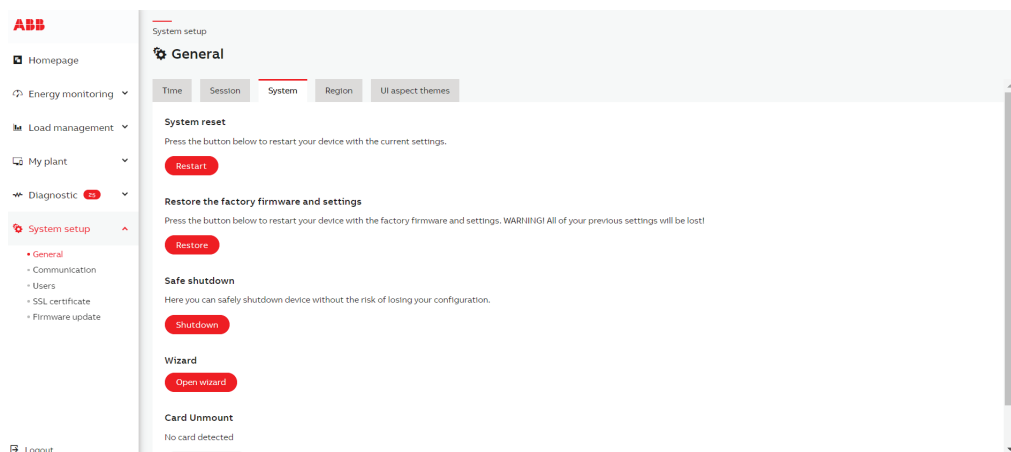 ABB
Homepage
Energy monitoring
Load management
My plant
Diagnostic 25
System setup
General
Communication
Users
SSL certificate
Firmware update
Logout
System setup
General
Time Session System Region UI aspect themes
System reset
Press the button below to restart your device with the current settings.
Restart
Restore the factory firmware and settings
Press the button below to restart your device with the factory firmware and settings. WARNING! All of your previous settings will be lost!
Restore
Safe shutdown
Here you can safely shutdown device without the risk of losing your configuration.
Shutdown
Wizard
Open wizard
Card Unmount
No card detected